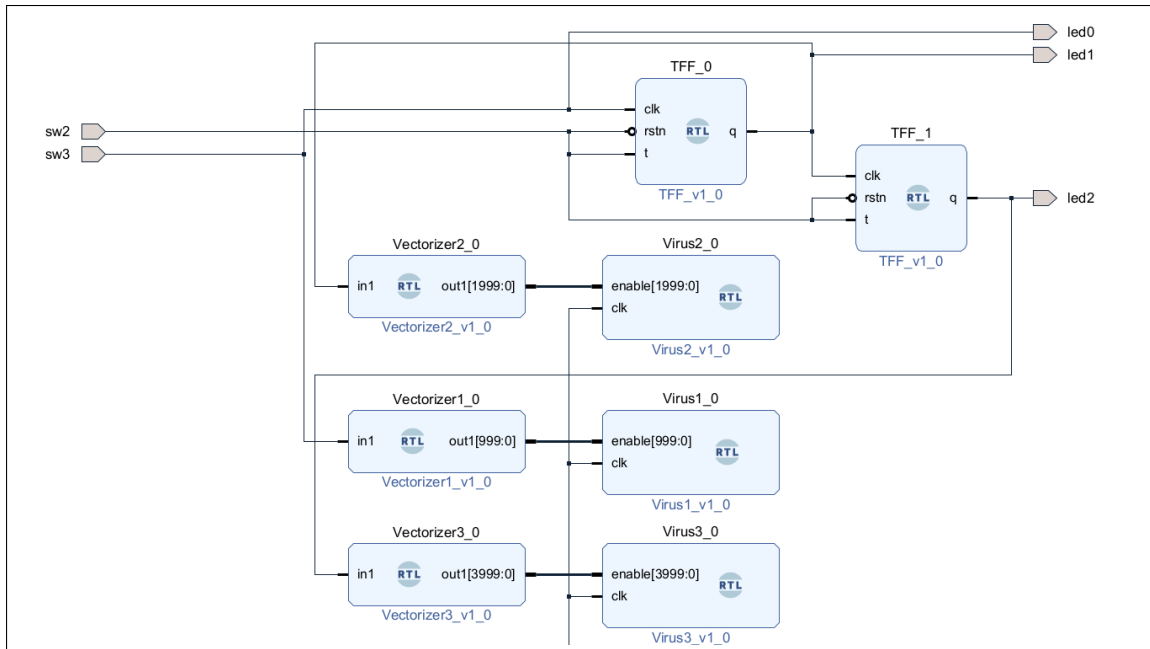 led0
led1
TFF_0
clk
rstn
t
RTL
q
TFF_v1_0
sw2
sw3
TFF_1
clk
rstn
t
RTL
q
TFF_v1_0
led2
Vectorizer2_0
in1
RTL
out1[1999:0]
Vectorizer2_v1_0
Virus2_0
enable[1999:0]
clk
RTL
Virus2_v1_0
Vectorizer1_0
in1
RTL
out1[999:0]
Vectorizer1_v1_0
Virus1_0
enable[999:0]
clk
RTL
Virus1_v1_0
Vectorizer3_0
in1
RTL
out1[3999:0]
Vectorizer3_v1_0
Virus3_0
enable[3999:0]
clk
RTL
Virus3_v1_0